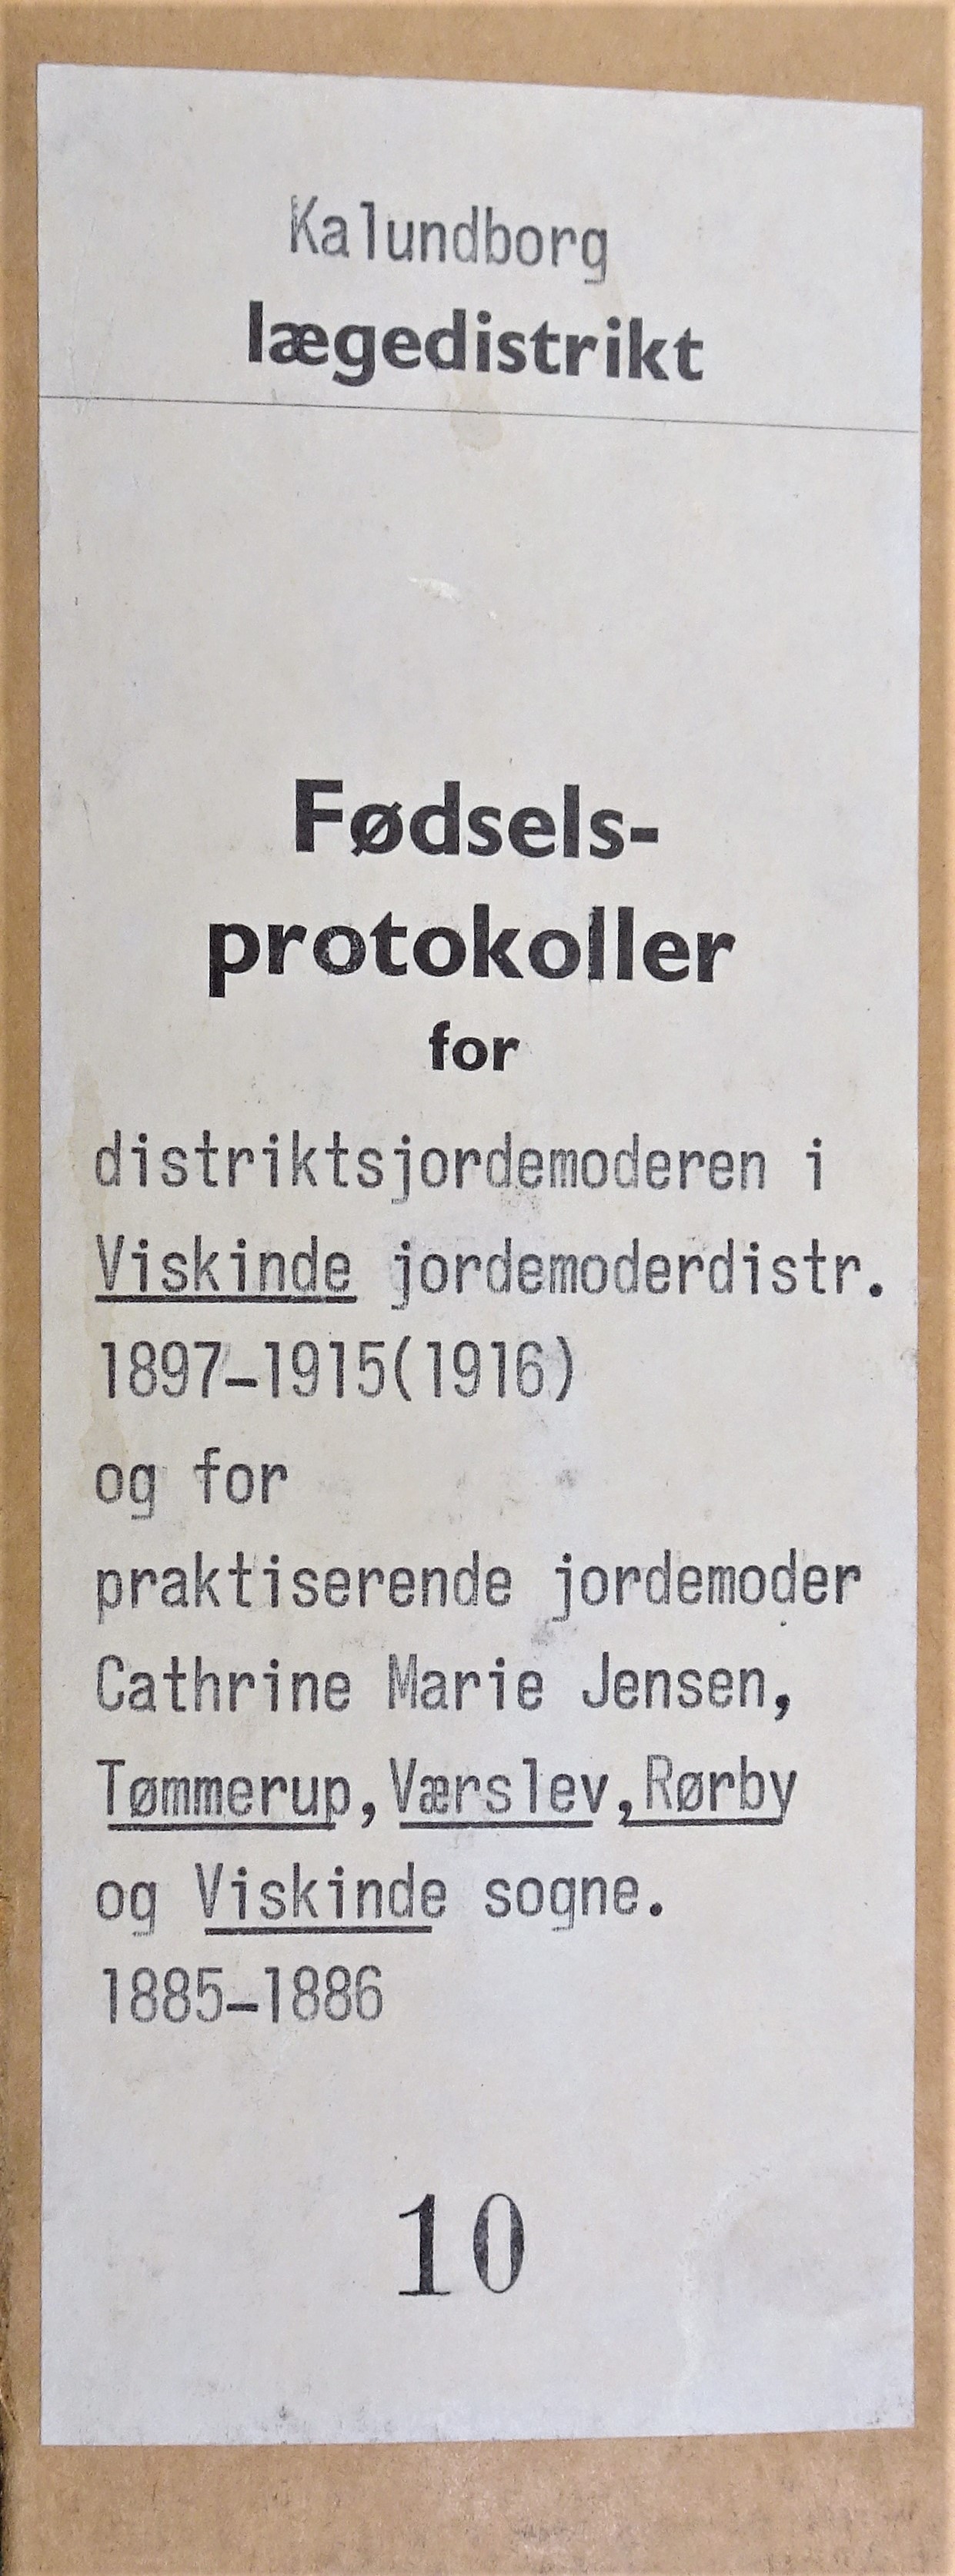 Kalundborg
lægedistrikt
Fødsels-
protokoller
for
distriktsjordemoderen i
Viskinde jordemoderdistr.
1897-1915(1916)
og for
praktiserende jordemoder
Cathrine Marie Jensen,
Tømmerup,Værslev,Rørby
og Viskinde sogne.
1885-1886
10